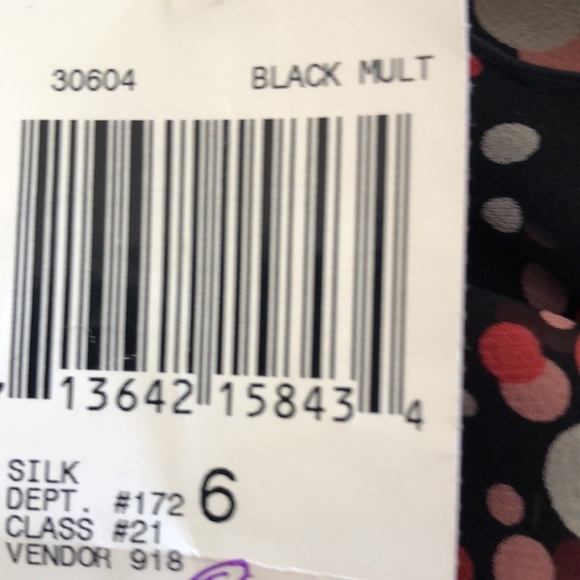 30604 BLACK MULT
13642 15843 4
SILK
DEPT. #172 6
CLASS #21
VENDOR 918